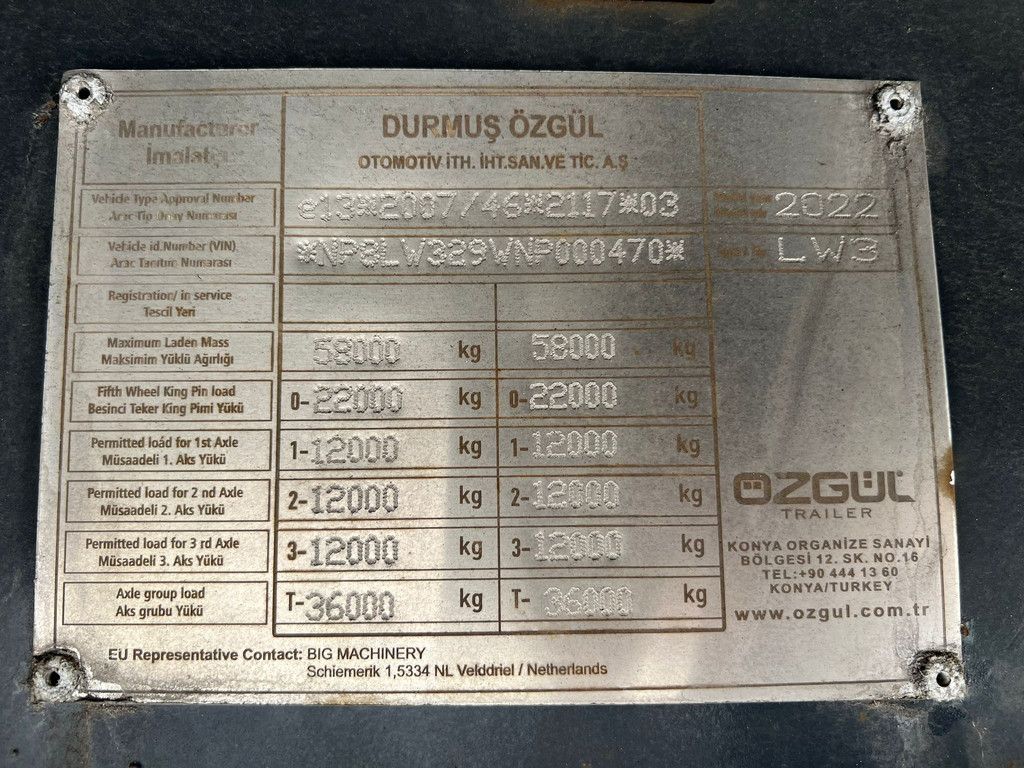 Manufacturer
İmalatçı
DURMUŞ ÖZGÜL
OTOMOTİV.İTH. İHT.SAN.VE TİC. A.Ş
Vehicle Type Approval Number
Araç Tip Onay Numarası
e13*2007/46*2117*03
2022
Vehicle id.Number (VIN)
Araç Tanıtım Numarası
*NP8LW329WNP000470*
LW3
Registration/ in service
Tescil Yeri
Maximum Laden Mass
Maksimim Yüklü Ağırlığı
58000 kg 58000 kg
Fifth Wheel King Pin load
Besinci Teker King Pimi Yükü
0-22000 kg 0-22000 kg
Permitted load for 1st Axle
Müsaadeli 1. Aks Yükü
1-12000 kg 1-12000 kg
Permitted load for 2 nd Axle
Müsaadeli 2. Aks Yükü
2-12000 kg 2-12000 kg
Permitted load for 3 rd Axle
Müsaadeli 3. Aks Yükü
3-12000 kg 3-12000 kg
Axle group load
Aks grubu Yükü
T-36000 kg T-36000 kg
ÖZGÜL
TRAILER
KONYA ORGANİZE SANAYİ
BÖLGESİ 12. SK. NO.16
TEL:+90 444 13 60
KONYA/TURKEY
www.ozgul.com.tr
EU Representative Contact: BIG MACHINERY
Schiemerik 1,5334 NL Velddriel / Netherlands